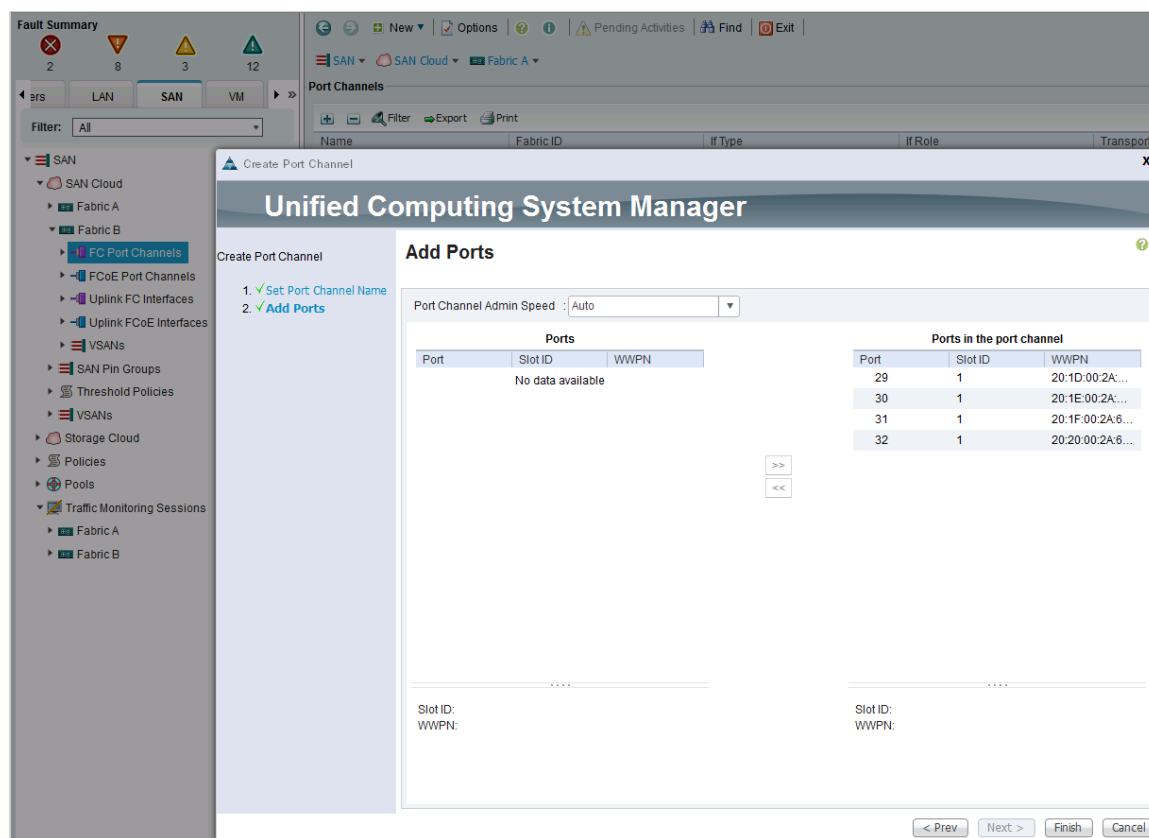 Fault Summary
2 8 3 12
ers LAN SAN VM
Filter: All
SAN
SAN Cloud
Fabric A
Fabric B
FC Port Channels
FCoE Port Channels
Uplink FC Interfaces
Uplink FCoE Interfaces
VSANs
SAN Pin Groups
Threshold Policies
VSANs
Storage Cloud
Policies
Pools
Traffic Monitoring Sessions
Fabric A
Fabric B
New Options Pending Activities Find Exit
SAN SAN Cloud Fabric A
Port Channels
Filter Export Print
Name Fabric ID If Type If Role Transport
Create Port Channel X
Unified Computing System Manager
Create Port Channel
1. Set Port Channel Name
2. Add Ports
Add Ports
Port Channel Admin Speed : Auto
Ports
Port Slot ID WWPN
No data available
>>
<<
Ports in the port channel
Port Slot ID WWPN
29 1 20:1D:00:2A:...
30 1 20:1E:00:2A:...
31 1 20:1F:00:2A:6...
32 1 20:20:00:2A:6...
Slot ID:
WWPN:
Slot ID:
WWPN:
< Prev Next > Finish Cancel